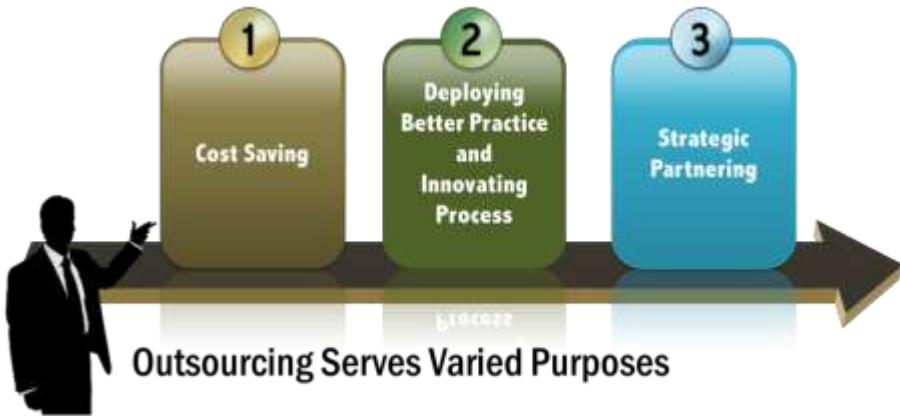 1
Cost Saving
2
Deploying
Better Practice
and
Innovating
Process
3
Strategic
Partnering
Outsourcing Serves Varied Purposes